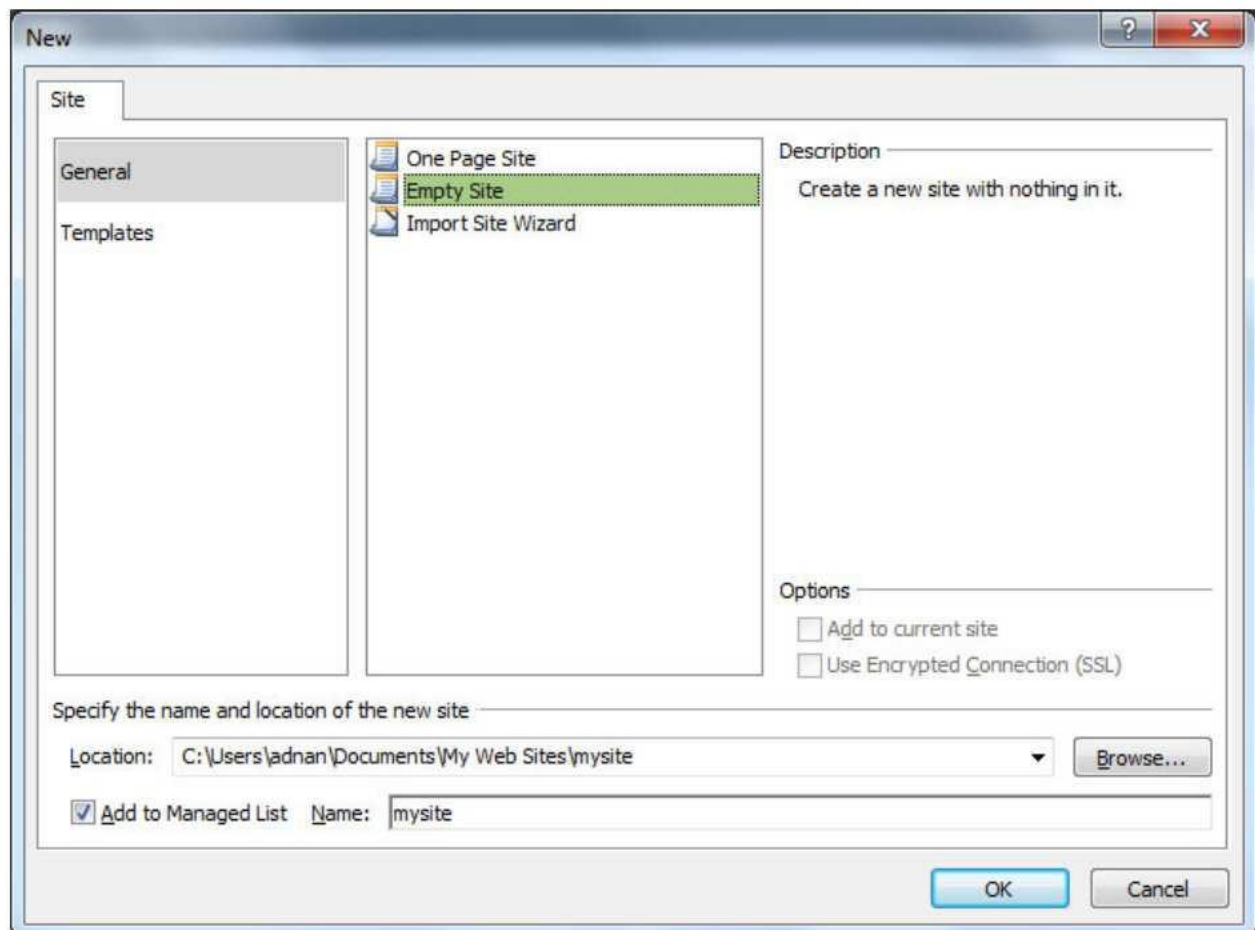 New
?
Site
General
Templates
One Page Site
Empty Site
Import Site Wizard
Description
Create a new site with nothing in it.
Options
Add to current site
Use Encrypted Connection (SSL)
Specify the name and location of the new site
Location: C:\Users\adnan\Documents\My Web Sites\mysite Browse...
Add to Managed List Name: mysite
OK Cancel